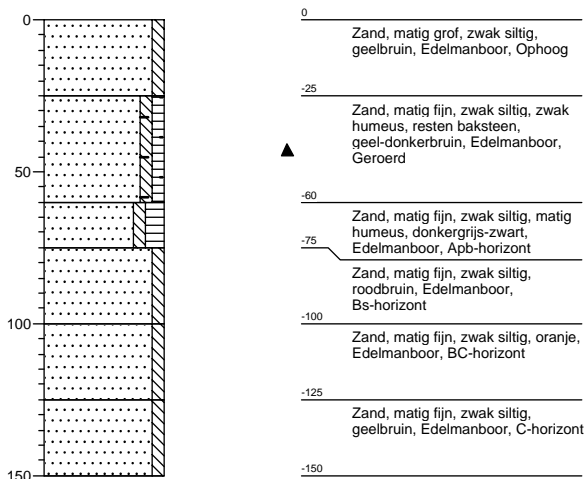 0
50
100
150
0
Zand, matig grof, zwak siltig,
geelbruin, Edelmanboor, Ophoog
-25
Zand, matig fijn, zwak siltig, zwak
humeus, resten baksteen,
geel-donkerbruin, Edelmanboor,
Geroerd
-60
Zand, matig fijn, zwak siltig, matig
humeus, donkergrijs-zwart,
Edelmanboor, Apb-horizont
-75
Zand, matig fijn, zwak siltig,
roodbruin, Edelmanboor,
Bs-horizont
-100
Zand, matig fijn, zwak siltig, oranje,
Edelmanboor, BC-horizont
-125
Zand, matig fijn, zwak siltig,
geelbruin, Edelmanboor, C-horizont
-150